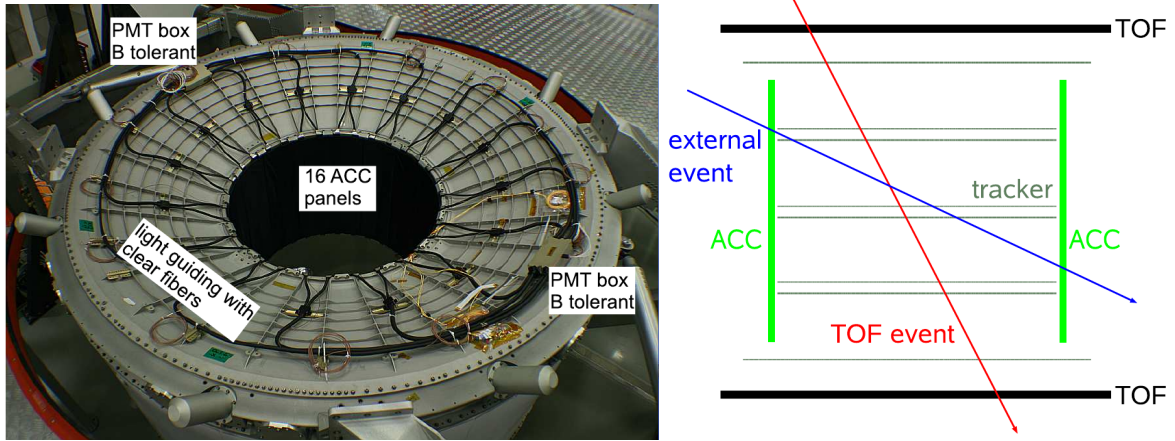 PMT box
B tolerant
16 ACC
panels
light guiding with
clear fibers
PMT box
B tolerant
TOF
external
event
tracker
ACC
ACC
TOF event
TOF